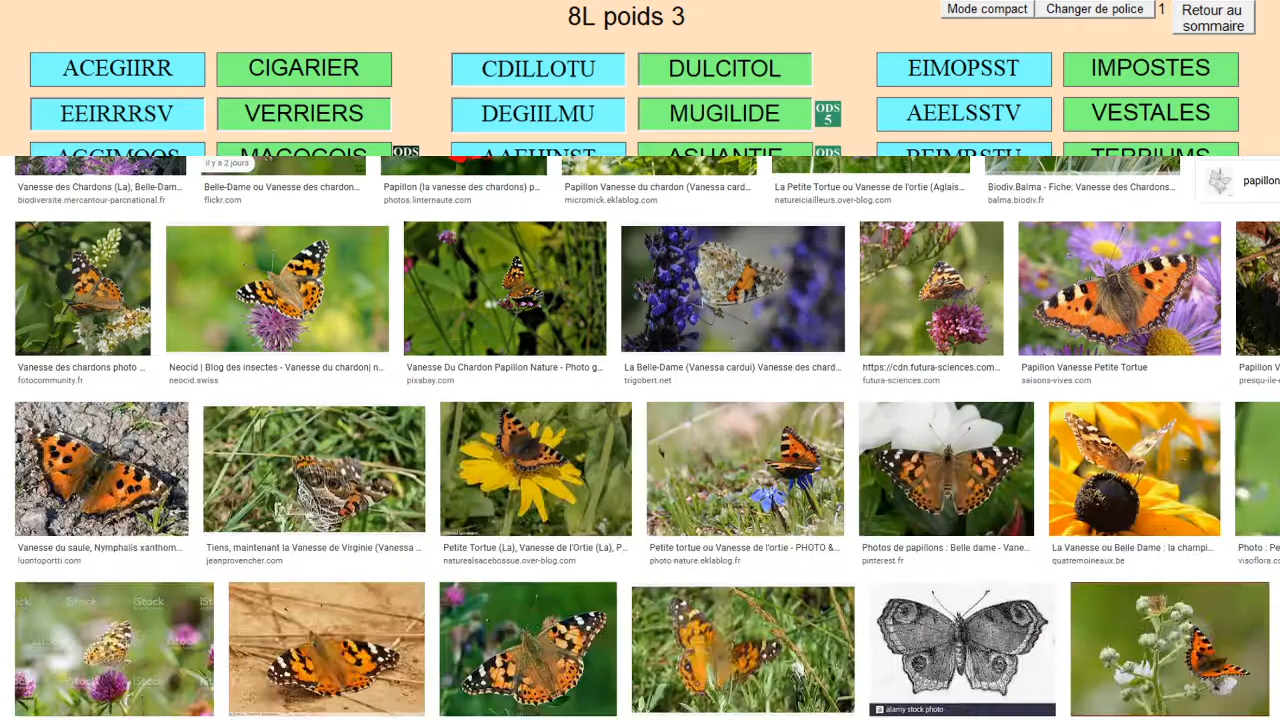 8L poids 3
Mode compact Changer de police 1 Retour au sommaire
ACEGIIRR CIGARIER CDILLOTU DULCITOL EIMOPSST IMPOSTES
EEIRRRSV VERRIERS DEGIILMU MUGILIDE ODS 5 AEELSSTV VESTALES
ODS ODS
il y a 2 jours
Vanesse des Chardons (La), Belle-Dam... Belle-Dame ou Vanesse des chardon... Papillon (la vanesse des chardons) p... Papillon Vanesse du chardon (Vanessa card... La Petite Tortue ou Vanesse de l'ortie (Aglais... Biodiv.Balma - Fiche: Vanesse des Chardons... papillon
biodiversite.mercantour-parcnational.fr flickr.com photos.linternaute.com micromick.eklablog.com natureiciailleurs.over-blog.com balma.biodiv.fr
Vanesse des chardons photo ... Neocid | Blog des insectes - Vanesse du chardon| n... Vanesse Du Chardon Papillon Nature - Photo g... La Belle-Dame (Vanessa cardui) Vanesse des chard... https://cdn.futura-sciences.com... Papillon Vanesse Petite Tortue Papillon V
fotocommunity.fr neocid.swiss pixabay.com trigobert.net futura-sciences.com saisons-vives.com presqu-ile-
Vanesse du saule, Nymphalis xanthom... Tiens, maintenant la Vanesse de Virginie (Vanessa ... Petite Tortue (La), Vanesse de l'Ortie (La), P... Petite tortue ou Vanesse de l'ortie - PHOTO &... Photos de papillons : Belle dame - Vane... La Vanesse ou Belle Dame : la champi... Photo : Pe
luontoportti.com jeanprovencher.com naturealsacebossue.over-blog.com photo-nature.eklablog.fr pinterest.fr quatremoineaux.be visoflora.c
iStock iStock
alamy stock photo